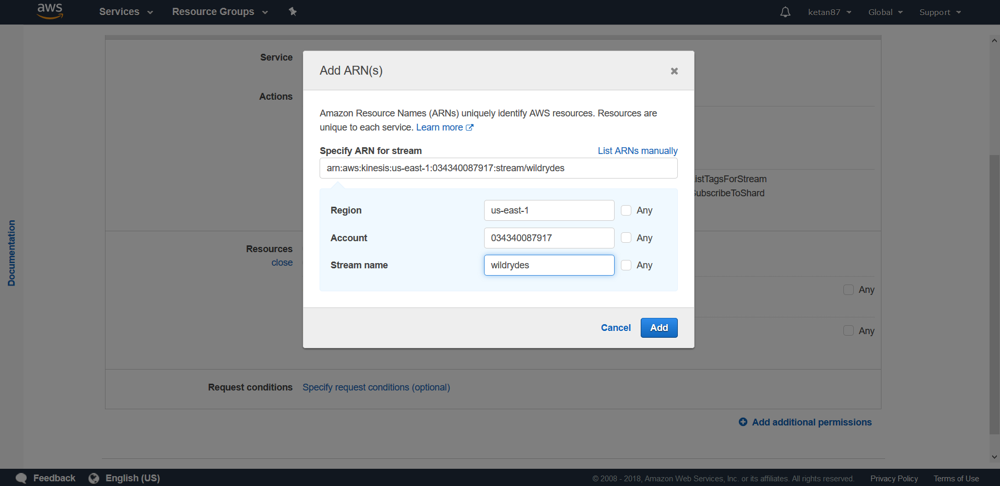 aws Services Resource Groups ketan87 Global Support
Service
Add ARN(s)
Actions
Amazon Resource Names (ARNs) uniquely identify AWS resources. Resources are
unique to each service. Learn more
Specify ARN for stream List ARNs manually
arn:aws:kinesis:us-east-1:034340087917:stream/wildrydes
istTagsForStream
ubscribeToShard
Region us-east-1 Any
Account 034340087917 Any
Documentation
Resources
close
Stream name wildrydes Any
Any
Cancel Add
Any
Request conditions Specify request conditions (optional)
Add additional permissions
Feedback English (US) © 2008 - 2018, Amazon Web Services, Inc. or its affiliates. All rights reserved. Privacy Policy Terms of Use